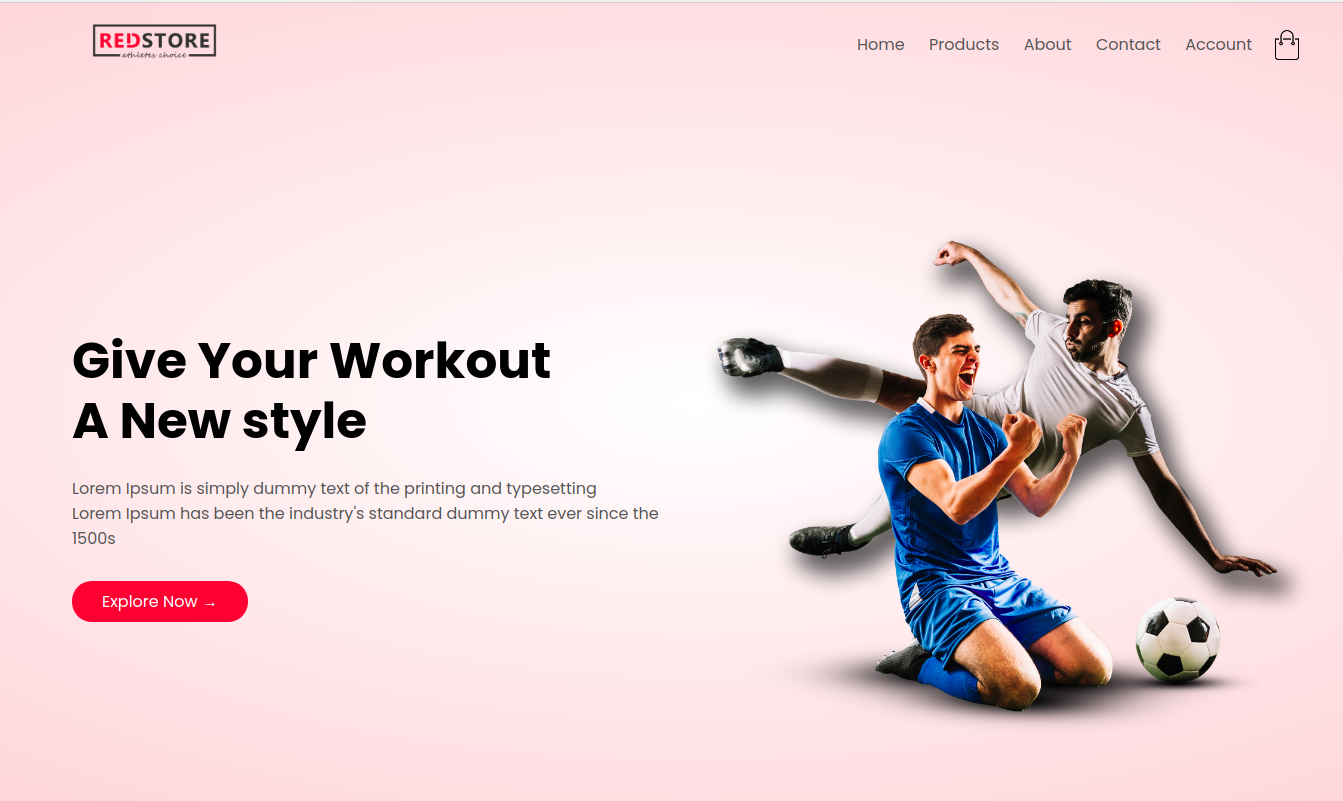 REDSTORE
athletes choice
Home Products About Contact Account
Give Your Workout
A New style
Lorem Ipsum is simply dummy text of the printing and typesetting
Lorem Ipsum has been the industry's standard dummy text ever since the
1500s
Explore Now →